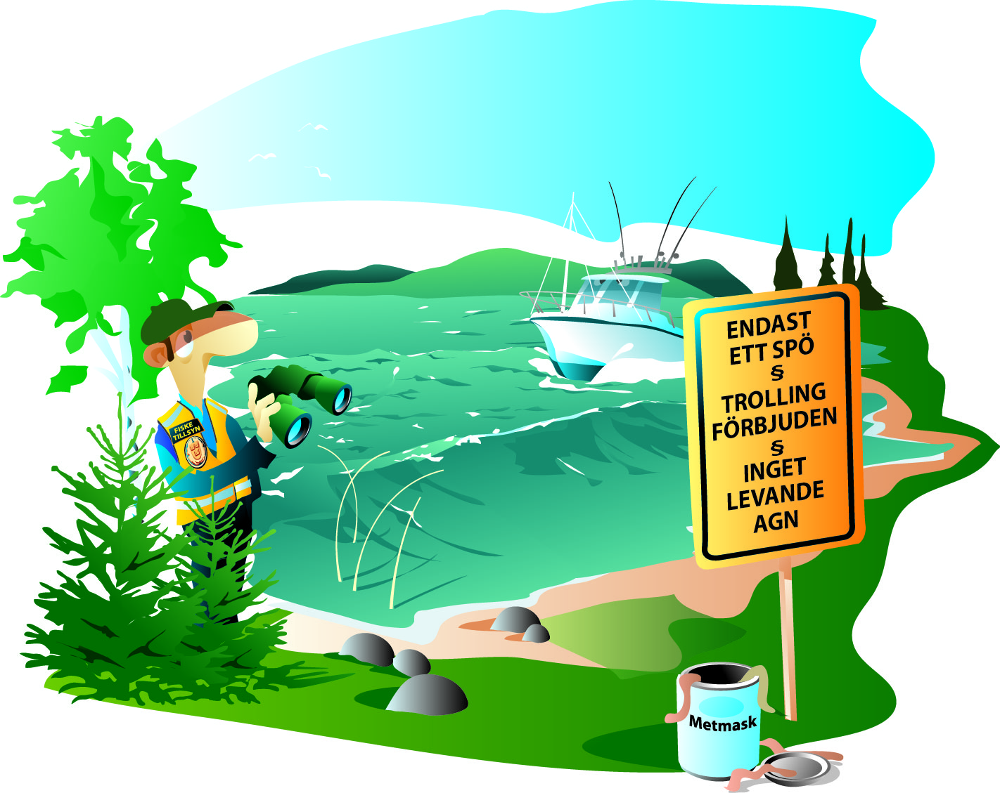 FISKE
TILLSYN
ENDAST
ETT SPÖ
§
TROLLING
FÖRBJUDEN
§
INGET
LEVANDE
AGN
Metmask